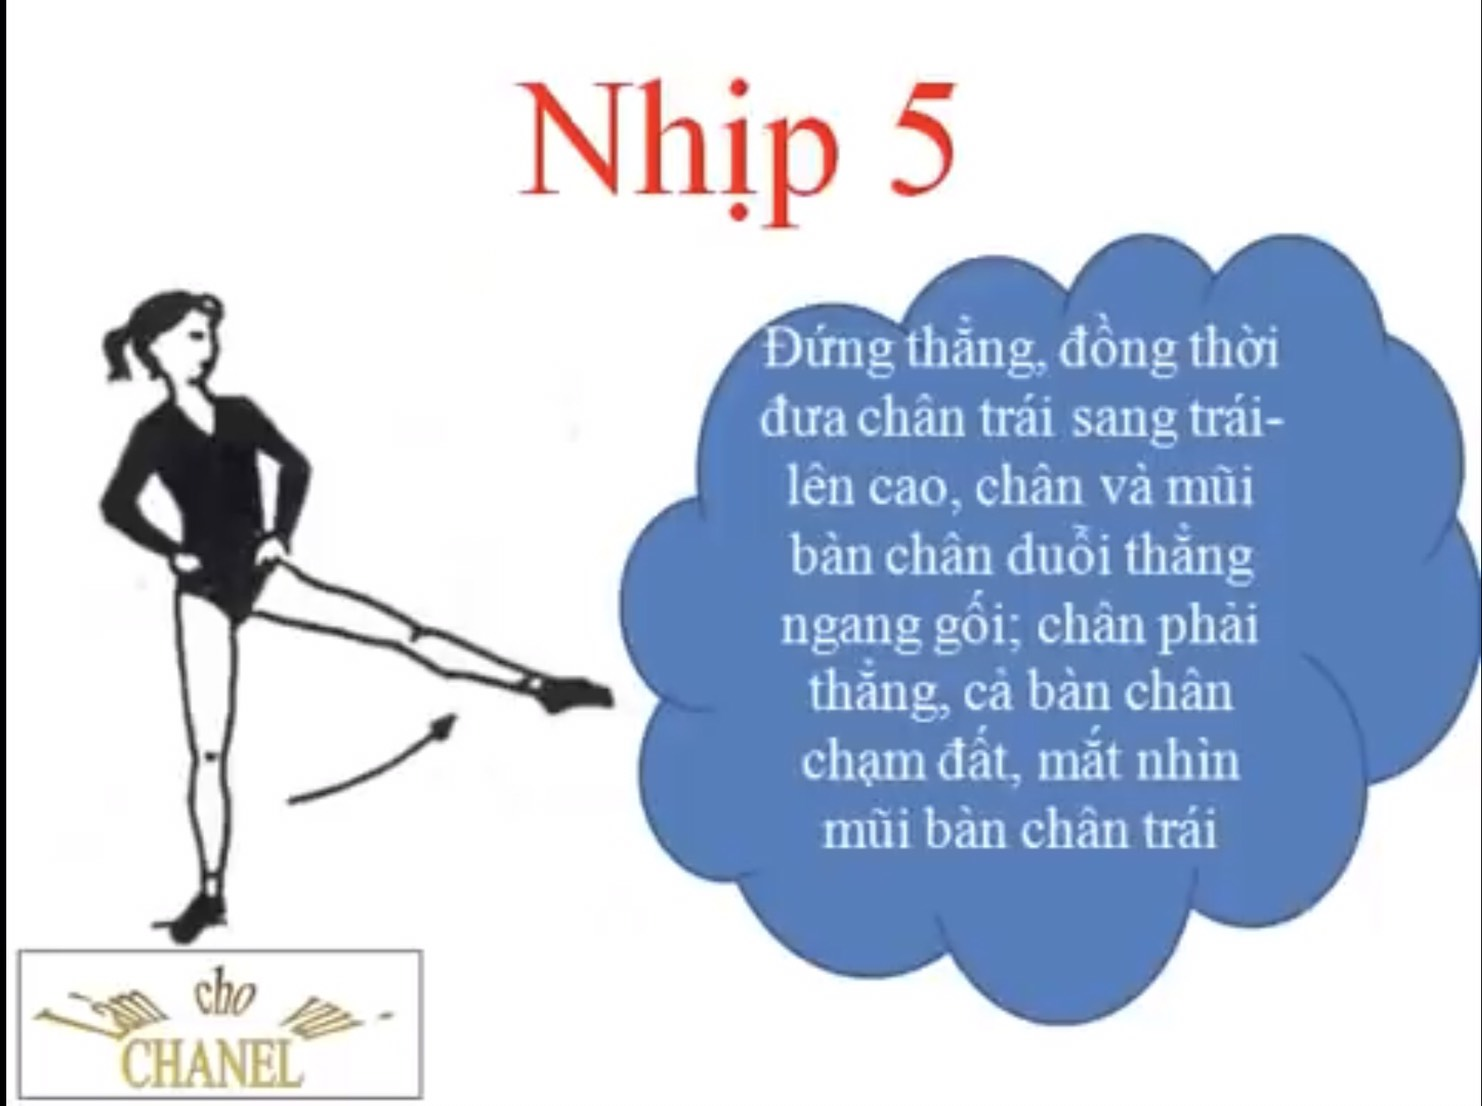 Nhịp 5
Đứng thẳng, đồng thời
đưa chân trái sang trái-
lên cao, chân và mũi
bàn chân duỗi thẳng
ngang gối; chân phải
thẳng, cả bàn chân
chạm đất, mắt nhìn
mũi bàn chân trái
Làm cho vui -
CHANEL